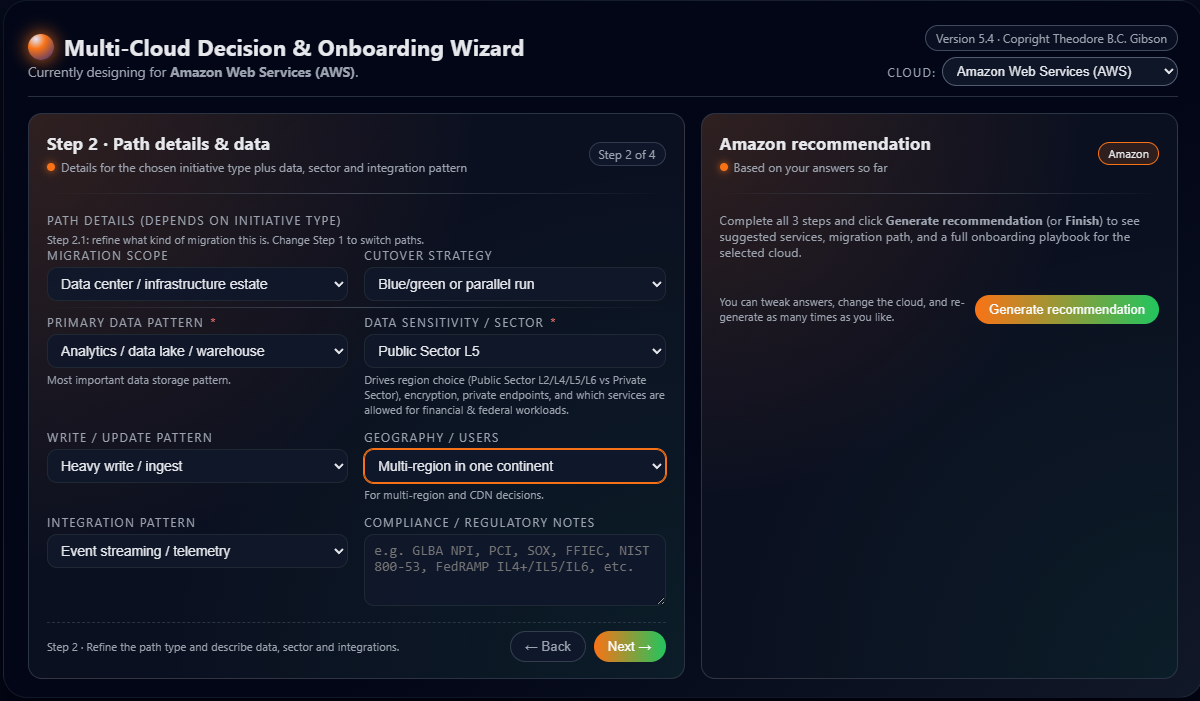 Multi-Cloud Decision & Onboarding Wizard
Currently designing for Amazon Web Services (AWS).
Version 5.4 · Copright Theodore B.C. Gibson
CLOUD:
Amazon Web Services (AWS)
Step 2 · Path details & data
Details for the chosen initiative type plus data, sector and integration pattern
Step 2 of 4
PATH DETAILS (DEPENDS ON INITIATIVE TYPE)
Step 2.1: refine what kind of migration this is. Change Step 1 to switch paths.
MIGRATION SCOPE
Data center / infrastructure estate
CUTOVER STRATEGY
Blue/green or parallel run
PRIMARY DATA PATTERN *
Analytics / data lake / warehouse
Most important data storage pattern.
DATA SENSITIVITY / SECTOR *
Public Sector L5
Drives region choice (Public Sector L2/L4/L5/L6 vs Private
Sector), encryption, private endpoints, and which services are
allowed for financial & federal workloads.
WRITE / UPDATE PATTERN
Heavy write / ingest
GEOGRAPHY / USERS
Multi-region in one continent
For multi-region and CDN decisions.
INTEGRATION PATTERN
Event streaming / telemetry
COMPLIANCE / REGULATORY NOTES
e.g. GLBA NPI, PCI, SOX, FFIEC, NIST
800-53, FedRAMP IL4+/IL5/IL6, etc.
Step 2 · Refine the path type and describe data, sector and integrations.
← Back
Next →
Amazon recommendation
Based on your answers so far
Amazon
Complete all 3 steps and click Generate recommendation (or Finish) to see
suggested services, migration path, and a full onboarding playbook for the
selected cloud.
You can tweak answers, change the cloud, and re-
generate as many times as you like.
Generate recommendation